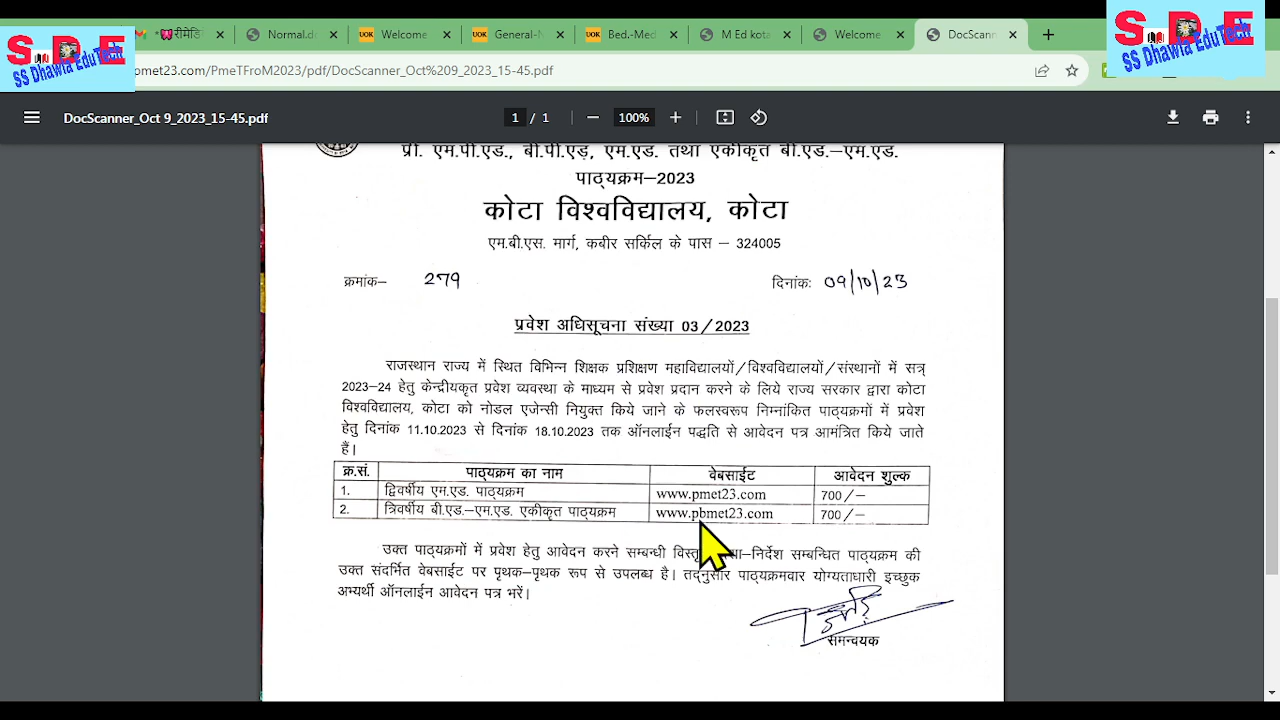 S D E
SS Dhawla EduTech
रीमेडि
Normal.d
Welcome
General-N
Bed.-Med
M Ed kota
Welcome
DocScann
S D E
SS Dhawla EduTech
omet23.com/PmeTFroM2023/pdf/DocScanner_Oct96209_2023_15-45.pdf
DocScanner_Oct 9_2023_15-45.pdf
1 / 1
100%
प्री. एम.पी.एड., बी.पी.एड़, एम.एड. तथा एकीकृत बी.एड.–एम.एड.
पाठ्यक्रम–2023
कोटा विश्वविद्यालय, कोटा
एम.बी.एस. मार्ग, कबीर सर्किल के पास – 324005
क्रमांक– 279 दिनांकः 09/10/23
प्रवेश अधिसूचना संख्या 03/2023
राजस्थान राज्य में स्थित विभिन्न शिक्षक प्रशिक्षण महाविद्यालयों/विश्वविद्यालयों/संस्थानों में सत्र्
2023–24 हेतु केन्द्रीयकृत प्रवेश व्यवस्था के माध्यम से प्रवेश प्रदान करने के लिये राज्य सरकार द्वारा कोटा
विश्वविद्यालय, कोटा को नोडल एजेन्सी नियुक्त किये जाने के फलस्वरूप निम्नांकित पाठ्यक्रमों में प्रवेश
हेतु दिनांक 11.10.2023 से दिनांक 18.10.2023 तक ऑनलाईन पद्धति से आवेदन पत्र आमंत्रित किये जाते
हैं।
क्र.सं. पाठ्यक्रम का नाम वेबसाईट आवेदन शुल्क
1. द्विवर्षीय एम.एड. पाठ्यक्रम www.pmet23.com 700/–
2. त्रिवर्षीय बी.एड.–एम.एड. एकीकृत पाठ्यक्रम www.pbmet23.com 700/–
उक्त पाठ्यक्रमों में प्रवेश हेतु आवेदन करने सम्बन्धी –निर्देश सम्बन्धित पाठ्यक्रम की
उक्त संदर्भित वेबसाईट पर पृथक–पृथक रूप से उपलब्ध है। तद्नुसार पाठ्यक्रमवार योग्यताधारी इच्छुक
अभ्यर्थी ऑनलाईन आवेदन पत्र भरें।
समन्वयक